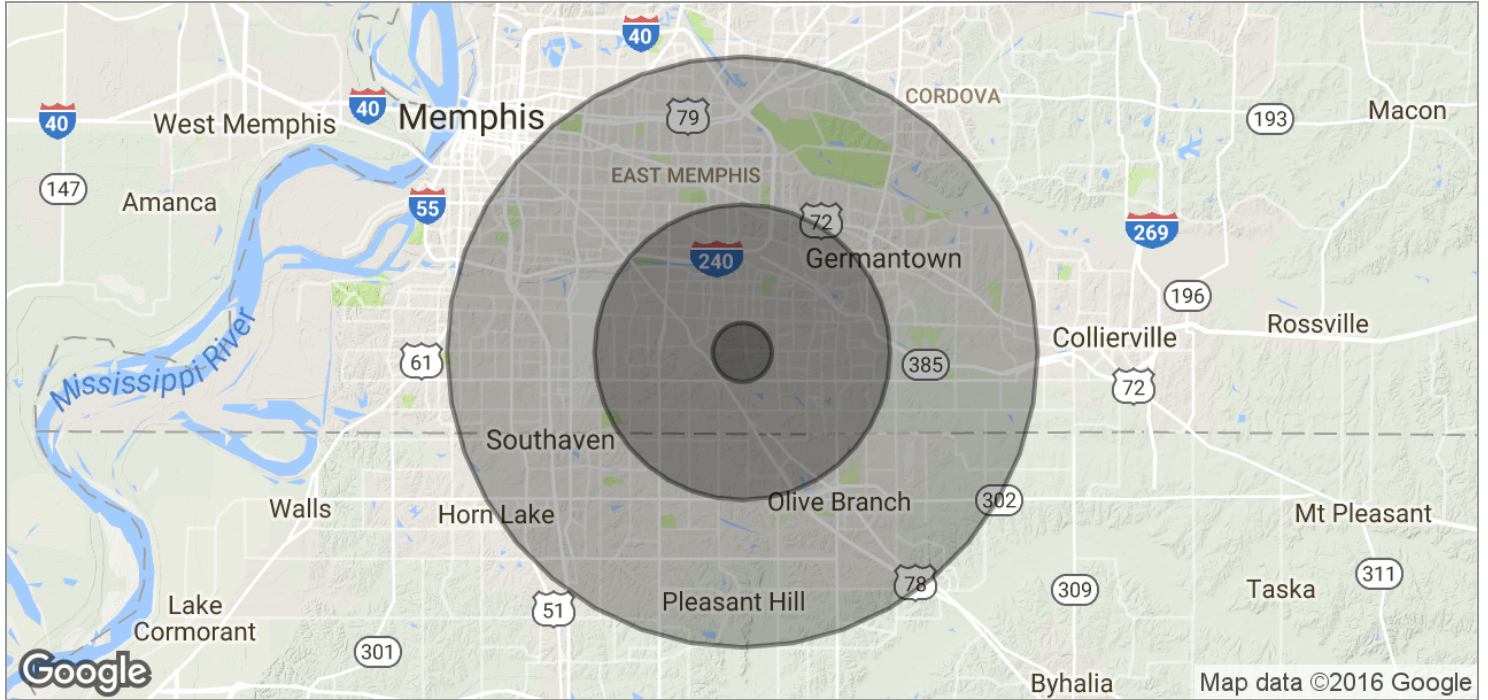 40
40
40
79
CORDOVA
193
Macon
West Memphis
Memphis
EAST MEMPHIS
147
Amanca
55
72
269
240
Germantown
196
Mississippi River
61
385
Collierville
Rossville
72
Southaven
Walls
Horn Lake
Olive Branch
302
Mt Pleasant
78
311
309
Taska
Lake
Cormorant
51
Pleasant Hill
301
Google
Byhalia
Map data ©2016 Google